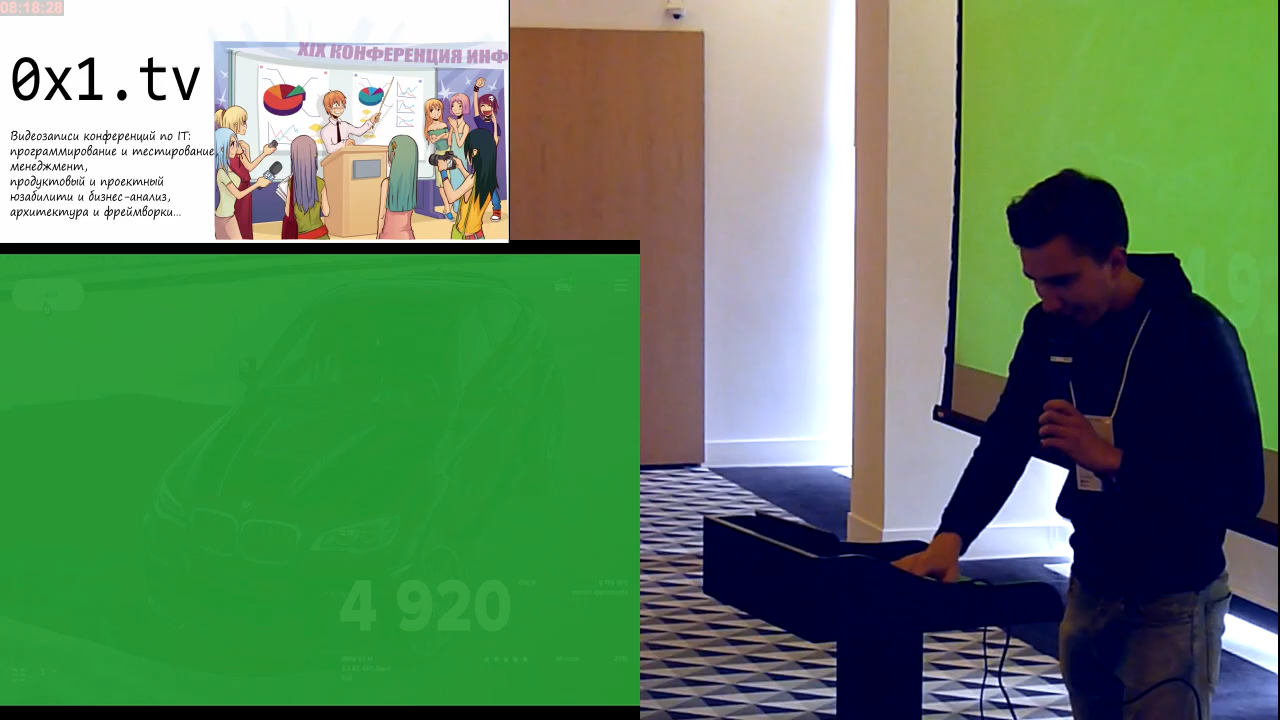 08:18:28
0x1.tv
XIX КОНФЕРЕНЦИЯ ИНФ
Видеозаписи конференций по IT:
программирование и тестирование,
менеджмент,
продуктовый и проектный
юзабилити и бизнес-анализ,
архитектура и фреймворки...
4 920